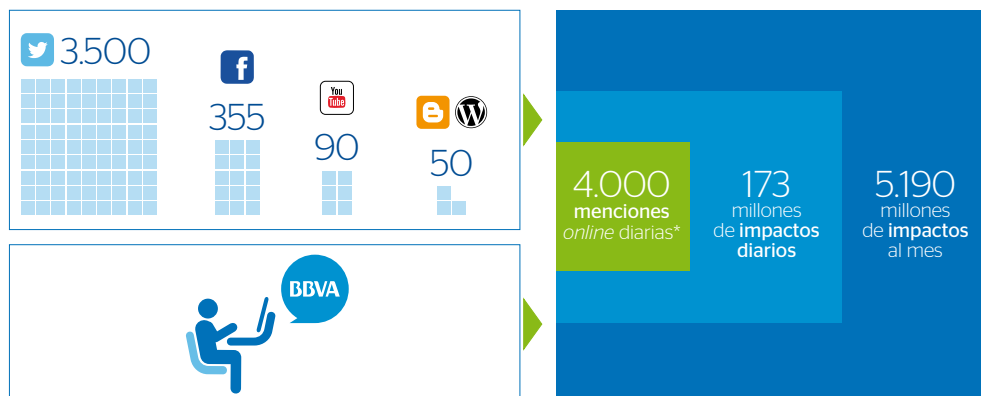 3.500
355
You
Tube
90
50
BBVA
4.000
menciones
online diarias*
173
millones
de impactos
diarios
5.190
millones
de impactos
al mes